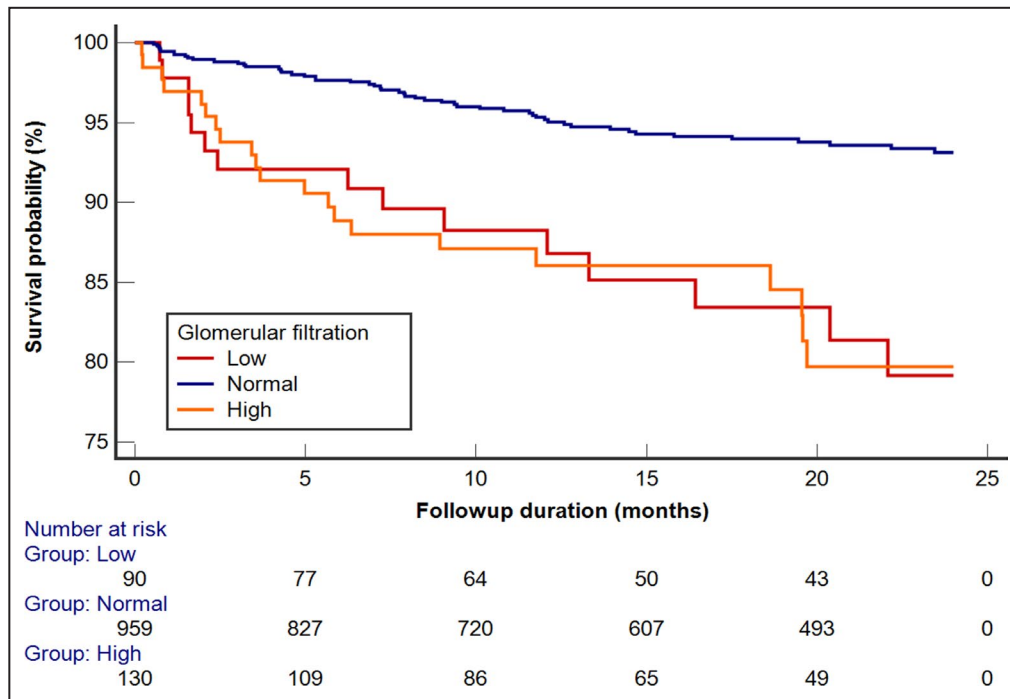 100
95
90
85
80
75
Survival probability (%)
Glomerular filtration
Low
Normal
High
0 5 10 15 20 25
Followup duration (months)
Number at risk
Group: Low
90 77 64 50 43 0
Group: Normal
959 827 720 607 493 0
Group: High
130 109 86 65 49 0